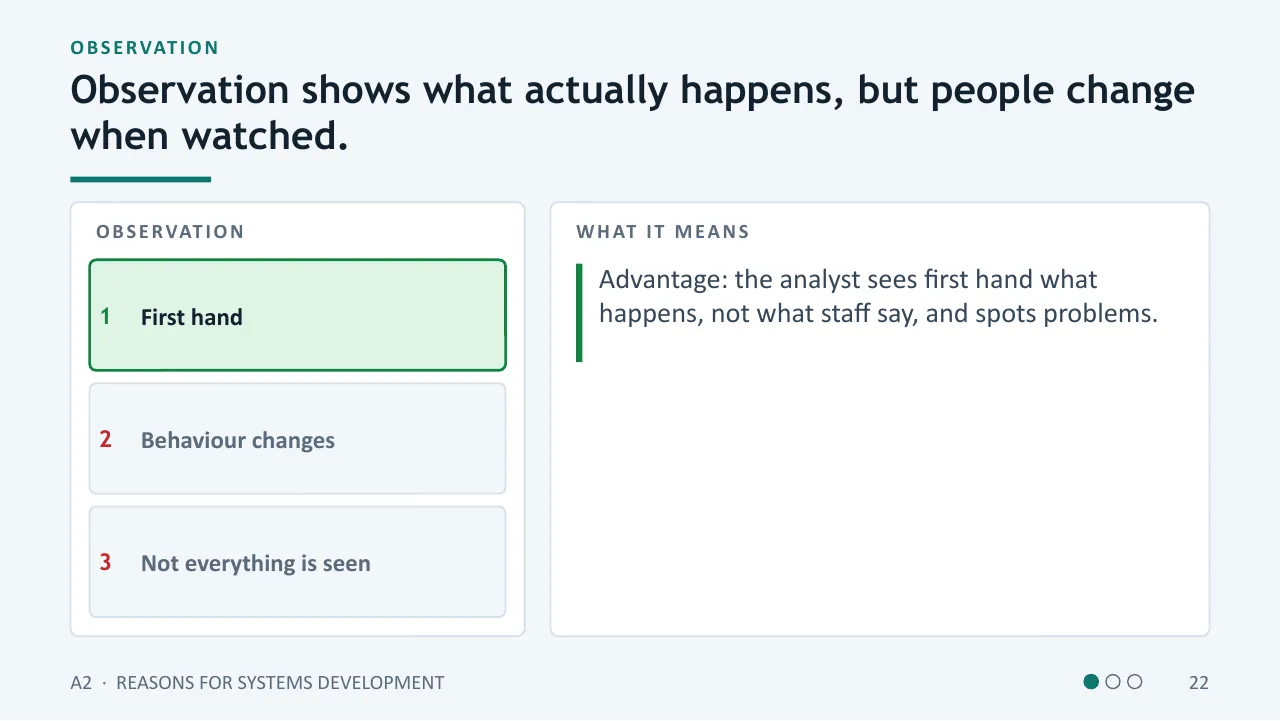 OBSERVATION
Observation shows what actually happens, but people change
when watched.
OBSERVATION
1 First hand
2 Behaviour changes
3 Not everything is seen
WHAT IT MEANS
Advantage: the analyst sees first hand what
happens, not what staff say, and spots problems.
A2 · REASONS FOR SYSTEMS DEVELOPMENT
22